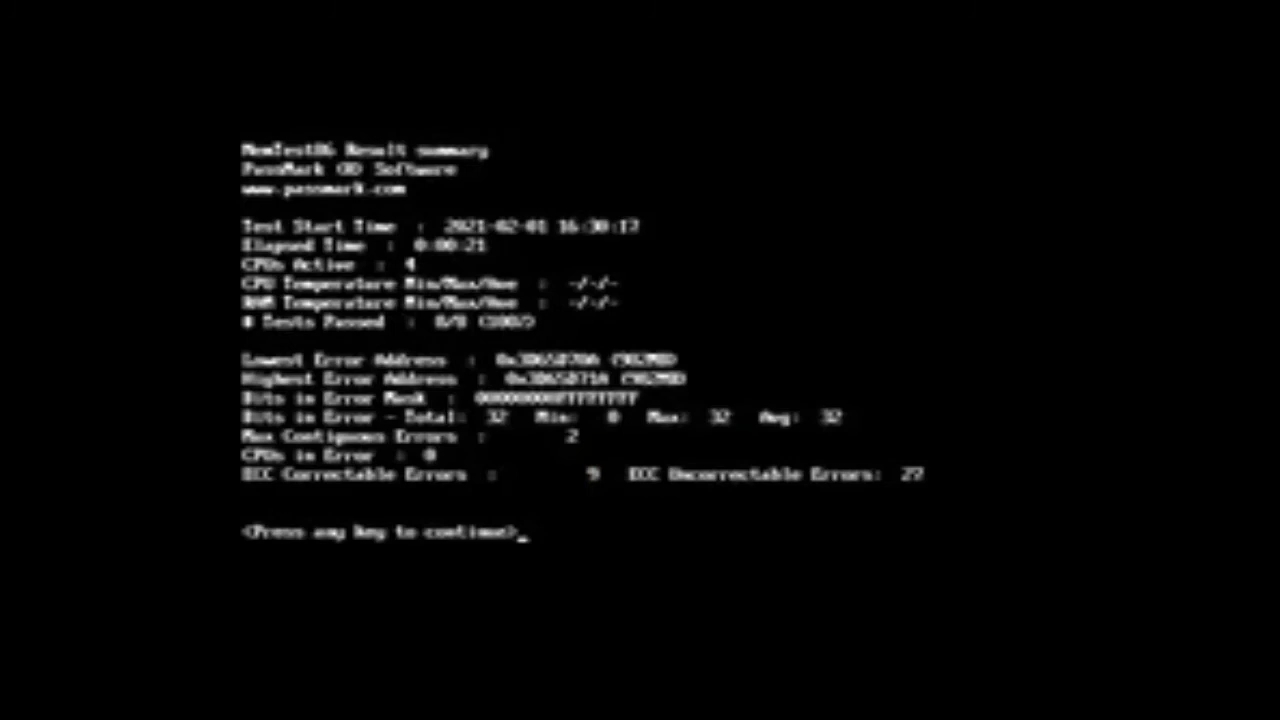 MemTest86 Result summary
PassMark (R) Software
www.passmark.com
Test Start Time : 2021-02-01 16:30:17
Elapsed Time : 0:00:21
CPUs Active : 4
CPU Temperature Min/Max/Ave : -/-/-
RAM Temperature Min/Max/Ave : -/-/-
# Tests Passed : (100%)
Lowest Error Address : (982MB)
Highest Error Address : (982MB)
Bits in Error Mask : 00000000FFFFFFFF
Bits in Error - Total: 32 Min: 0 Max: 32 Avg: 32
Max Contiguous Errors : 2
CPUs in Error : 0
ECC Correctable Errors : 9 ECC Uncorrectable Errors: 27
<Press any key to continue>_